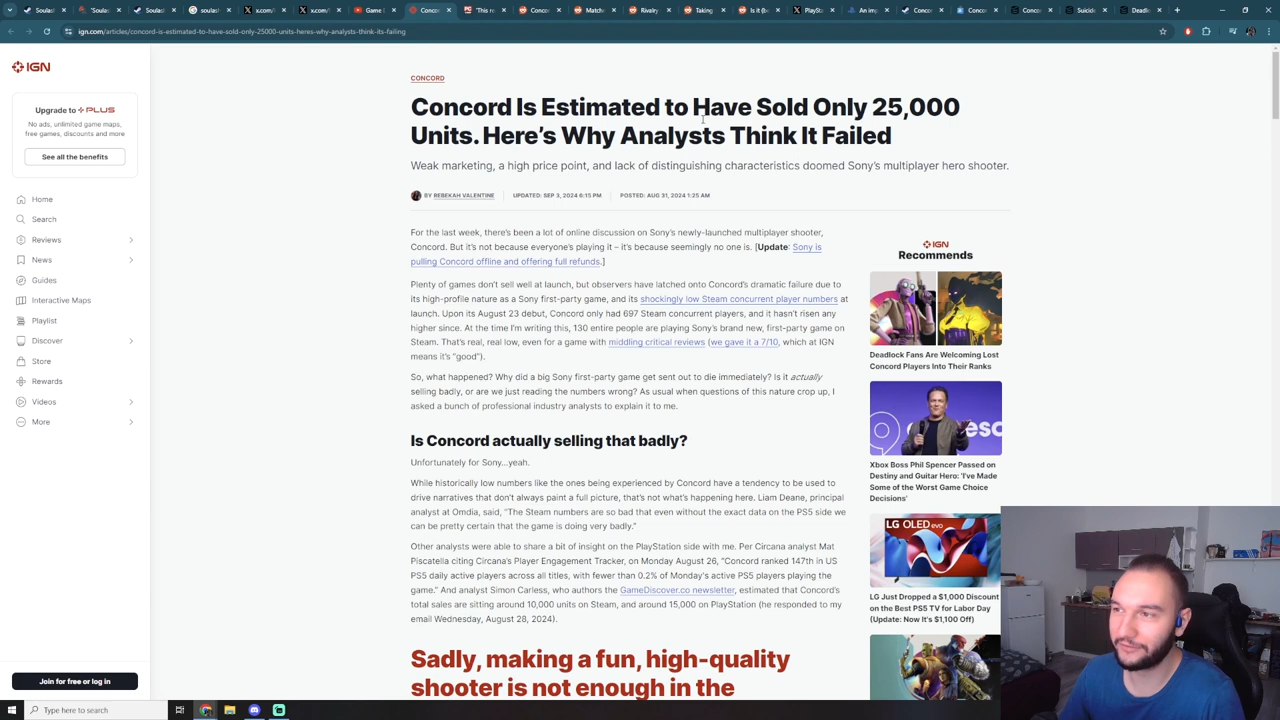 Soulas
"Soulas
Steam
soulast
x.com/
x.com/
Game l
Conco
"This re
Conco
Matche
Rivalry
Taking
Is it (b
PlaySt
An imp
Conco
Conco
Conco
Suicide
Deadlo
ign.com/articles/concord-is-estimated-to-have-sold-only-25000-units-heres-why-analysts-think-its-failing
IGN
Upgrade to PLUS
No ads, unlimited game maps,
free games, discounts and more
See all the benefits
Home
Search
Reviews
News
Guides
Interactive Maps
Playlist
Discover
Store
Rewards
Videos
More
Join for free or log in
CONCORD
Concord Is Estimated to Have Sold Only 25,000
Units. Here's Why Analysts Think It Failed
Weak marketing, a high price point, and lack of distinguishing characteristics doomed Sony's multiplayer hero shooter.
BY REBEKAH VALENTINE
UPDATED: SEP 3, 2024 6:15 PM
POSTED: AUG 31, 2024 1:25 AM
For the last week, there's been a lot of online discussion on Sony's newly-launched multiplayer shooter,
Concord. But it's not because everyone's playing it – it's because seemingly no one is. [Update: Sony is
pulling Concord offline and offering full refunds.]
Plenty of games don't sell well at launch, but observers have latched onto Concord's dramatic failure due to
its high-profile nature as a Sony first-party game, and its shockingly low Steam concurrent player numbers at
launch. Upon its August 23 debut, Concord only had 697 Steam concurrent players, and it hasn't risen any
higher since. At the time I'm writing this, 130 entire people are playing Sony's brand new, first-party game on
Steam. That's real, real low, even for a game with middling critical reviews (we gave it a 7/10, which at IGN
means it's "good").
So, what happened? Why did a big Sony first-party game get sent out to die immediately? Is it actually
selling badly, or are we just reading the numbers wrong? As usual when questions of this nature crop up, I
asked a bunch of professional industry analysts to explain it to me.
Is Concord actually selling that badly?
Unfortunately for Sony...yeah.
While historically low numbers like the ones being experienced by Concord have a tendency to be used to
drive narratives that don't always paint a full picture, that's not what's happening here. Liam Deane, principal
analyst at Omdia, said, "The Steam numbers are so bad that even without the exact data on the PS5 side we
can be pretty certain that the game is doing very badly."
Other analysts were able to share a bit of insight on the PlayStation side with me. Per Circana analyst Mat
Piscatella citing Circana's Player Engagement Tracker, on Monday August 26, "Concord ranked 147th in US
PS5 daily active players across all titles, with fewer than 0.2% of Monday's active PS5 players playing the
game." And analyst Simon Carless, who authors the GameDiscover.co newsletter, estimated that Concord's
total sales are sitting around 10,000 units on Steam, and around 15,000 on PlayStation (he responded to my
email Wednesday, August 28, 2024).
Sadly, making a fun, high-quality
shooter is not enough in the
IGN
Recommends
Deadlock Fans Are Welcoming Lost
Concord Players Into Their Ranks
Xbox Boss Phil Spencer Passed on
Destiny and Guitar Hero: 'I've Made
Some of the Worst Game Choice
Decisions'
LG OLED evo
LG Just Dropped a $1,000 Discount
on the Best PS5 TV for Labor Day
(Update: Now It's $1,100 Off)
Type here to search